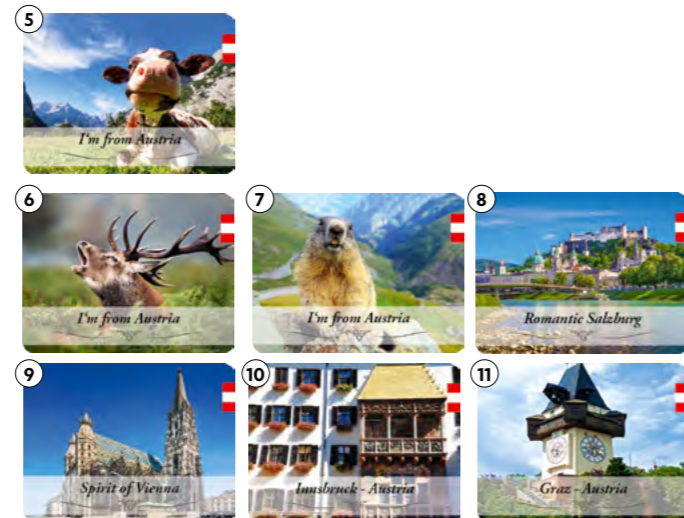 5
I'm from Austria
6
I'm from Austria
7
I'm from Austria
8
Romantic Salzburg
9
Spirit of Vienna
10
Innsbruck - Austria
11
Graz - Austria